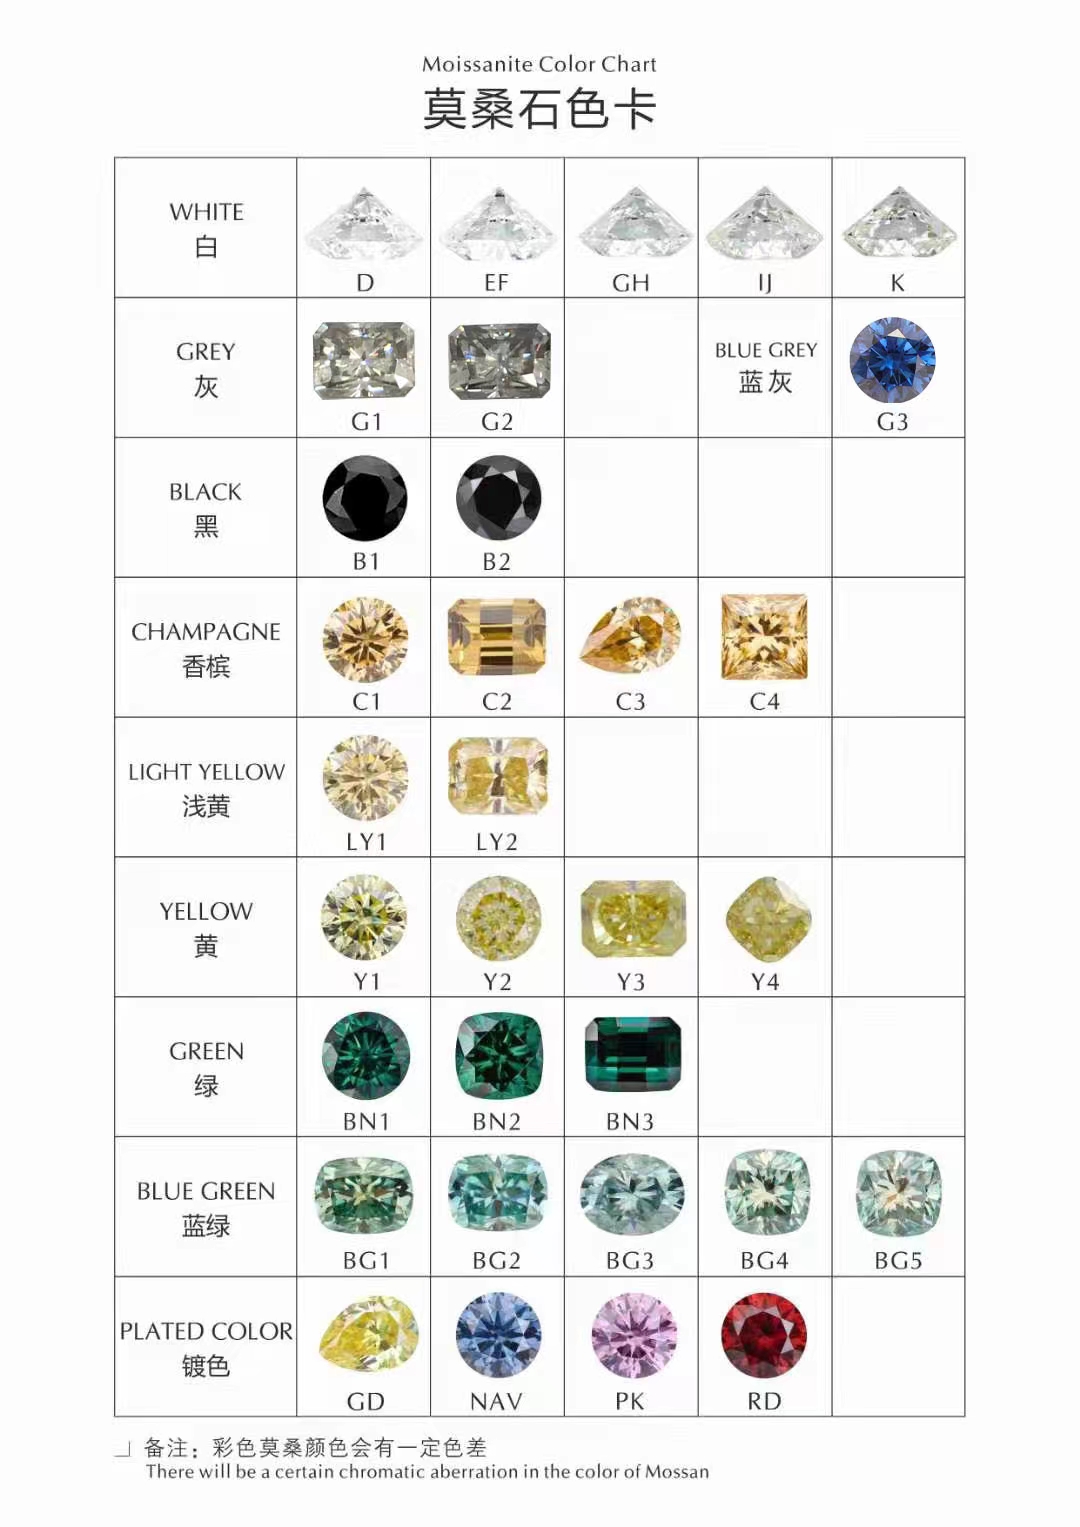 Moissanite Color Chart
莫桑石色卡
WHITE
白
D
EF
GH
IJ
K
GREY
灰
G1
G2
BLUE GREY
蓝灰
G3
BLACK
黑
B1
B2
CHAMPAGNE
香槟
C1
C2
C3
C4
LIGHT YELLOW
浅黄
LY1
LY2
YELLOW
黄
Y1
Y2
Y3
Y4
GREEN
绿
BN1
BN2
BN3
BLUE GREEN
蓝绿
BG1
BG2
BG3
BG4
BG5
PLATED COLOR
镀色
GD
NAV
PK
RD
备注：彩色莫桑颜色会有一定色差
There will be a certain chromatic aberration in the color of Mossan